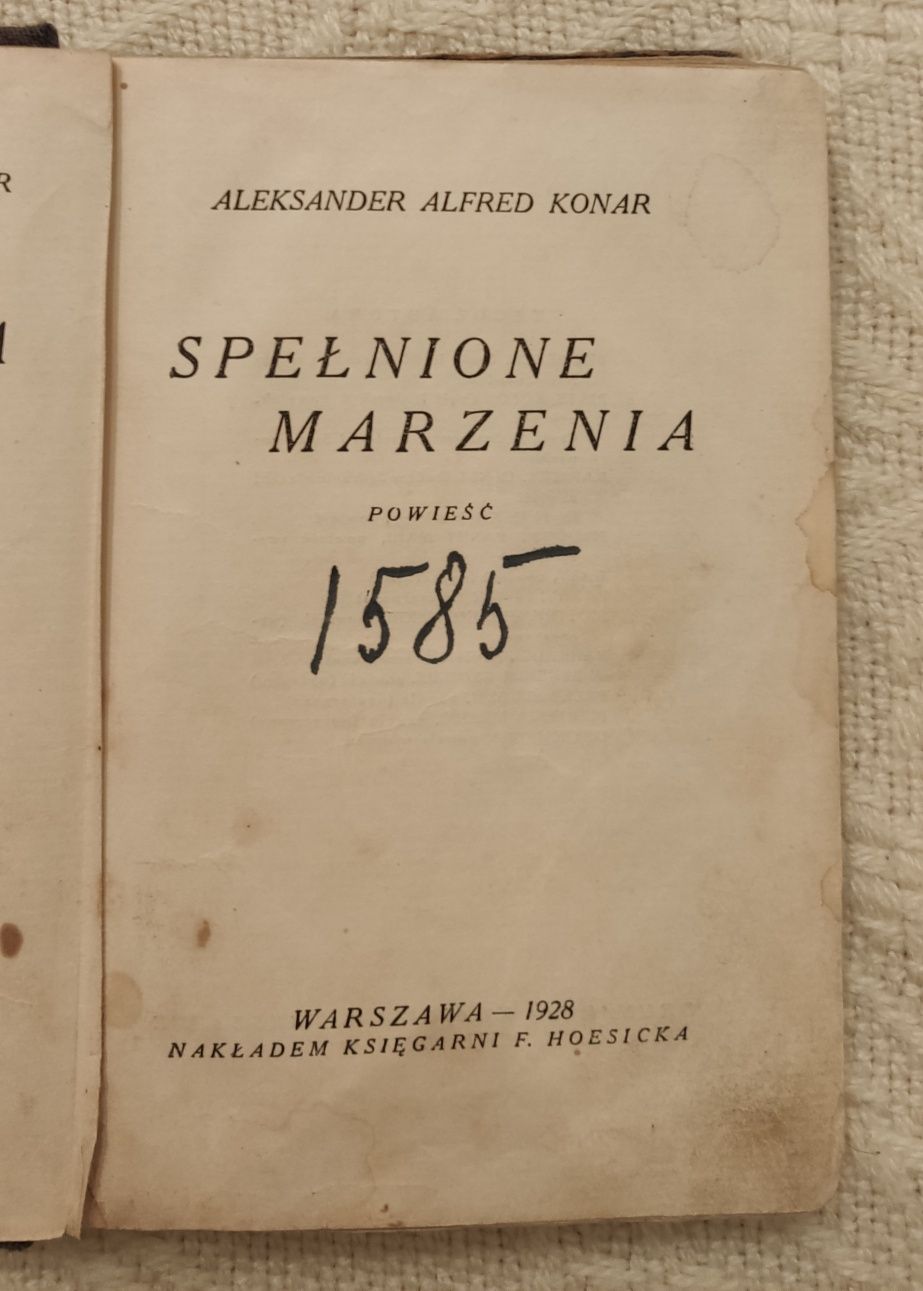 ALEKSANDER ALFRED KONAR
SPEŁNIONE
MARZENIA
POWIEŚĆ
1585
WARSZAWA — 1928
NAKŁADEM KSIĘGARNI F. HOESICKA